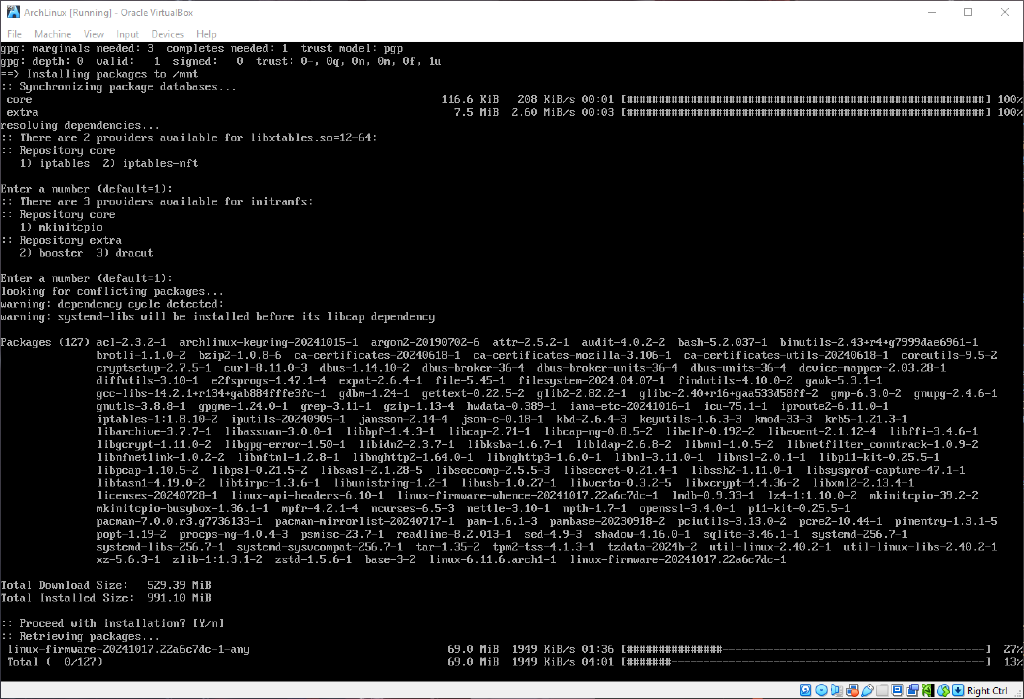 ArchLinux [Running] - Oracle VirtualBox
File Machine View Input Devices Help
gpg: marginals needed: 3 completes needed: 1 trust model: pgp
gpg: depth: 0 valid: 1 signed: 0 trust: 0-, 0q, 0n, 0m, 0f, 1u
==> Installing packages to /mnt
:: Synchronizing package databases...
core 116.6 KiB 208 KiB/s 00:01 [########################################################] 100%
extra 7.5 MiB 2.60 MiB/s 00:03 [########################################################] 100%
resolving dependencies...
:: There are 2 providers available for libxtables.so=12-64:
:: Repository core
1) iptables 2) iptables-nft
Enter a number (default=1):
:: There are 3 providers available for initramfs:
:: Repository core
1) mkinitcpio
:: Repository extra
2) booster 3) dracut
Enter a number (default=1):
looking for conflicting packages...
warning: dependency cycle detected:
warning: systemd-libs will be installed before its libcap dependency
Packages (127) acl-2.3.2-1 archlinux-keyring-20241015-1 argon2-20190702-6 attr-2.5.2-1 audit-4.0.2-2 bash-5.2.037-1 binutils-2.43+r4+g7999dae6961-1
brotli-1.1.0-2 bzip2-1.0.8-6 ca-certificates-20240618-1 ca-certificates-mozilla-3.106-1 ca-certificates-utils-20240618-1 coreutils-9.5-2
cryptsetup-2.7.5-1 curl-8.11.0-3 dbus-1.14.10-2 dbus-broker-36-4 dbus-broker-units-36-4 dbus-units-36-4 device-mapper-2.03.28-1
diffutils-3.10-1 e2fsprogs-1.47.1-4 expat-2.6.4-1 file-5.45-1 filesystem-2024.04.07-1 findutils-4.10.0-2 gawk-5.3.1-1
gcc-libs-14.2.1+r134+gab884fffe3fc-1 gdbm-1.24-1 gettext-0.22.5-2 glib2-2.82.2-1 glibc-2.40+r16+gaa533d58ff-2 gmp-6.3.0-2 gnupg-2.4.6-1
gnutls-3.8.8-1 gpgme-1.24.0-1 grep-3.11-1 gzip-1.13-4 hwdata-0.389-1 iana-etc-20241016-1 icu-75.1-1 iproute2-6.11.0-1
iptables-1:1.8.10-2 iputils-20240905-1 jansson-2.14-4 json-c-0.18-1 kbd-2.6.4-3 keyutils-1.6.3-3 kmod-33-3 krb5-1.21.3-1
libarchive-3.7.7-1 libassuan-3.0.0-1 libbpf-1.4.3-1 libcap-2.71-1 libcap-ng-0.8.5-2 libelf-0.192-2 libevent-2.1.12-4 libffi-3.4.6-1
libgcrypt-1.11.0-2 libgpg-error-1.50-1 libidn2-2.3.7-1 libksba-1.6.7-1 libldap-2.6.8-2 libmnl-1.0.5-2 libnetfilter_conntrack-1.0.9-2
libnfnetlink-1.0.2-2 libnftnl-1.2.8-1 libnghttp2-1.64.0-1 libnghttp3-1.6.0-1 libnl-3.11.0-1 libnsl-2.0.1-1 libp11-kit-0.25.5-1
libpcap-1.10.5-2 libpsl-0.21.5-2 libsasl-2.1.28-5 libseccomp-2.5.5-3 libsecret-0.21.4-1 libssh2-1.11.0-1 libsysprof-capture-47.1-1
libtasn1-4.19.0-2 libtirpc-1.3.6-1 libunistring-1.2-1 libusb-1.0.27-1 libverto-0.3.2-5 libxcrypt-4.4.36-2 libxml2-2.13.4-1
licenses-20240728-1 linux-api-headers-6.10-1 linux-firmware-whence-20241017.22a6c7dc-1 lmdb-0.9.33-1 lz4-1:1.10.0-2 mkinitcpio-39.2-2
mkinitcpio-busybox-1.36.1-1 mpfr-4.2.1-4 ncurses-6.5-3 nettle-3.10-1 npth-1.7-1 openssl-3.4.0-1 p11-kit-0.25.5-1
pacman-7.0.0.r3.g7736133-1 pacman-mirrorlist-20240717-1 pam-1.6.1-3 pambase-20230918-2 pciutils-3.13.0-2 pcre2-10.44-1 pinentry-1.3.1-5
popt-1.19-2 procps-ng-4.0.4-3 psmisc-23.7-1 readline-8.2.013-1 sed-4.9-3 shadow-4.16.0-1 sqlite-3.46.1-1 systemd-256.7-1
systemd-libs-256.7-1 systemd-sysvcompat-256.7-1 tar-1.35-2 tpm2-tss-4.1.3-1 tzdata-2024b-2 util-linux-2.40.2-1 util-linux-libs-2.40.2-1
xz-5.6.3-1 zlib-1:1.3.1-2 zstd-1.5.6-1 base-3-2 linux-6.11.6.arch1-1 linux-firmware-20241017.22a6c7dc-1
Total Download Size: 529.39 MiB
Total Installed Size: 991.10 MiB
:: Proceed with installation? [Y/n]
:: Retrieving packages...
linux-firmware-20241017.22a6c7dc-1-any 69.0 MiB 1949 KiB/s 01:36 [###############-----------------------------------------] 27%
Total ( 0/127) 69.0 MiB 1949 KiB/s 04:01 [#######-------------------------------------------------] 13%
Right Ctrl